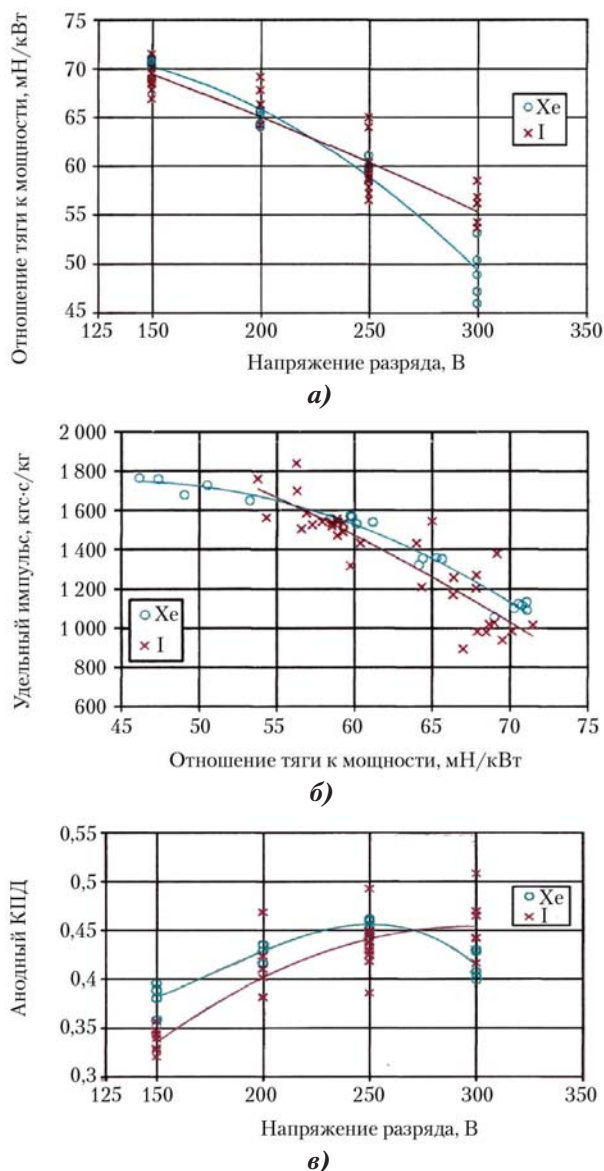 Отношение тяги к мощности, мН/кВт
75
70
65
60
55
50
45
Xe
I
125 150 200 250 300 350
Напряжение разряда, В
а)
Удельный импульс, кгс·с/кг
2 000
1 800
1 600
1 400
1 200
1 000
800
600
Xe
I
45 50 55 60 65 70 75
Отношение тяги к мощности, мН/кВт
б)
Анодный КПД
0,55
0,5
0,45
0,4
0,35
0,3
Xe
I
125 150 200 250 300 350
Напряжение разряда, В
в)